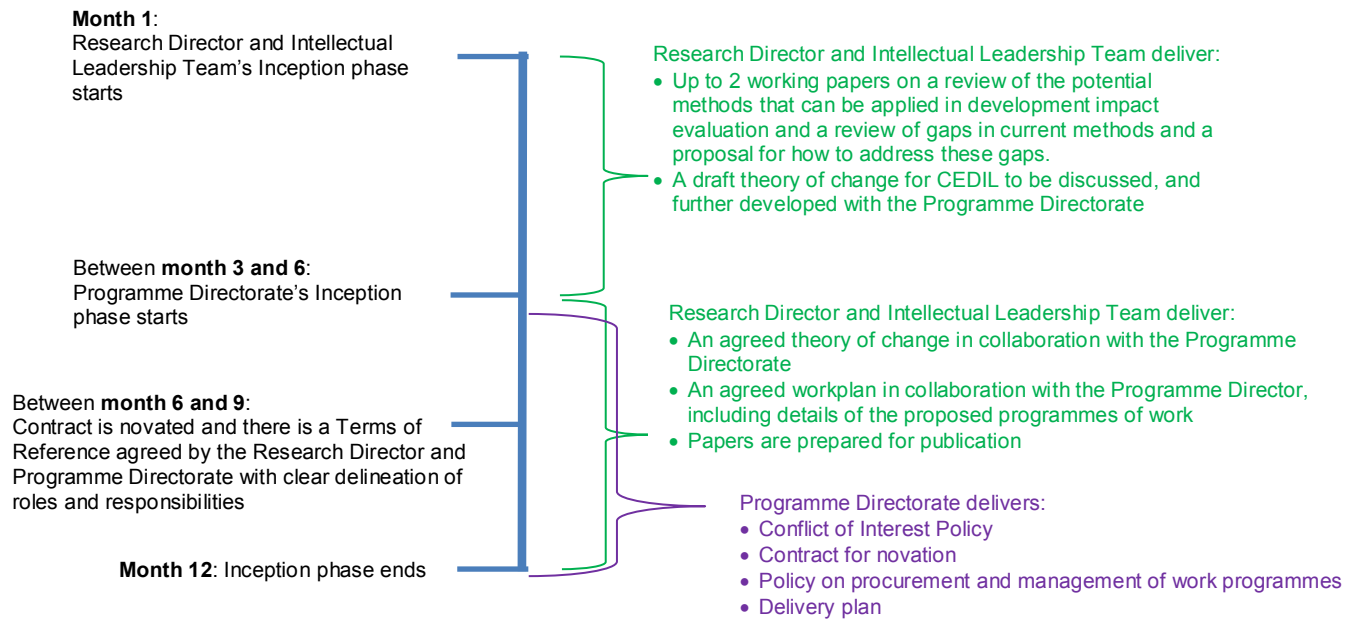 Month 1:
Research Director and Intellectual
Leadership Team's Inception phase
starts
Research Director and Intellectual Leadership Team deliver:
• Up to 2 working papers on a review of the potential
methods that can be applied in development impact
evaluation and a review of gaps in current methods and a
proposal for how to address these gaps.
• A draft theory of change for CEDIL to be discussed, and
further developed with the Programme Directorate
Between month 3 and 6:
Programme Directorate's Inception
phase starts
Research Director and Intellectual Leadership Team deliver:
• An agreed theory of change in collaboration with the Programme
Directorate
• An agreed workplan in collaboration with the Programme Director,
including details of the proposed programmes of work
• Papers are prepared for publication
Between month 6 and 9:
Contract is novated and there is a Terms of
Reference agreed by the Research Director and
Programme Directorate with clear delineation of
roles and responsibilities
Programme Directorate delivers:
• Conflict of Interest Policy
• Contract for novation
• Policy on procurement and management of work programmes
• Delivery plan
Month 12: Inception phase ends